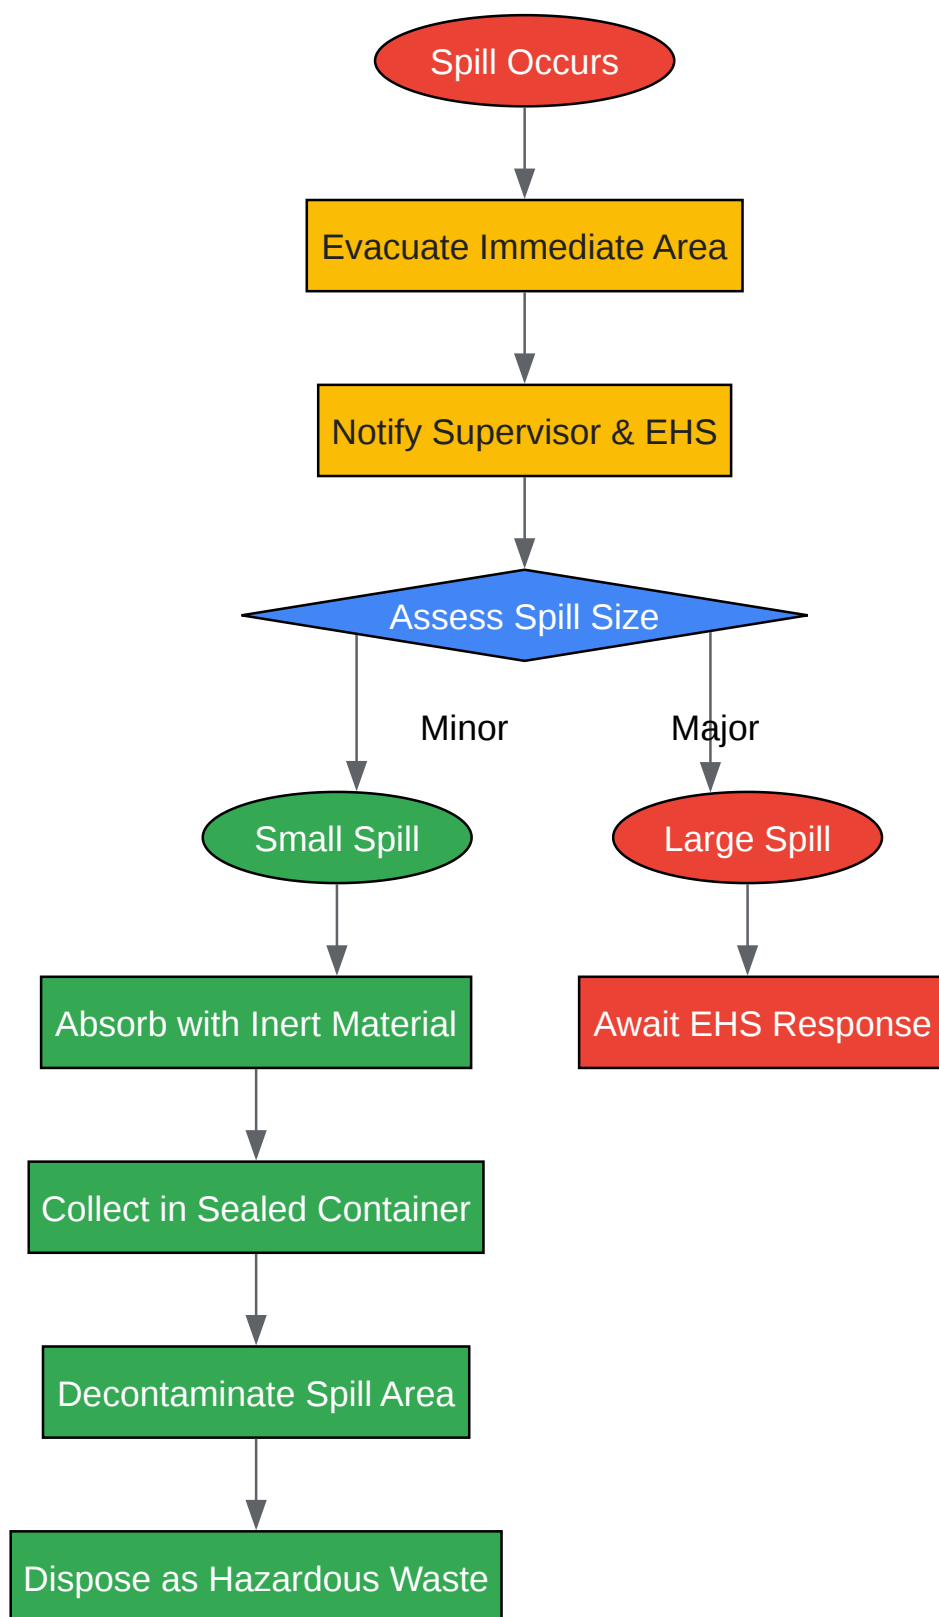 Spill Occurs
Evacuate Immediate Area
Notify Supervisor & EHS
Assess Spill Size
Minor
Major
Small Spill
Large Spill
Absorb with Inert Material
Await EHS Response
Collect in Sealed Container
Decontaminate Spill Area
Dispose as Hazardous Waste